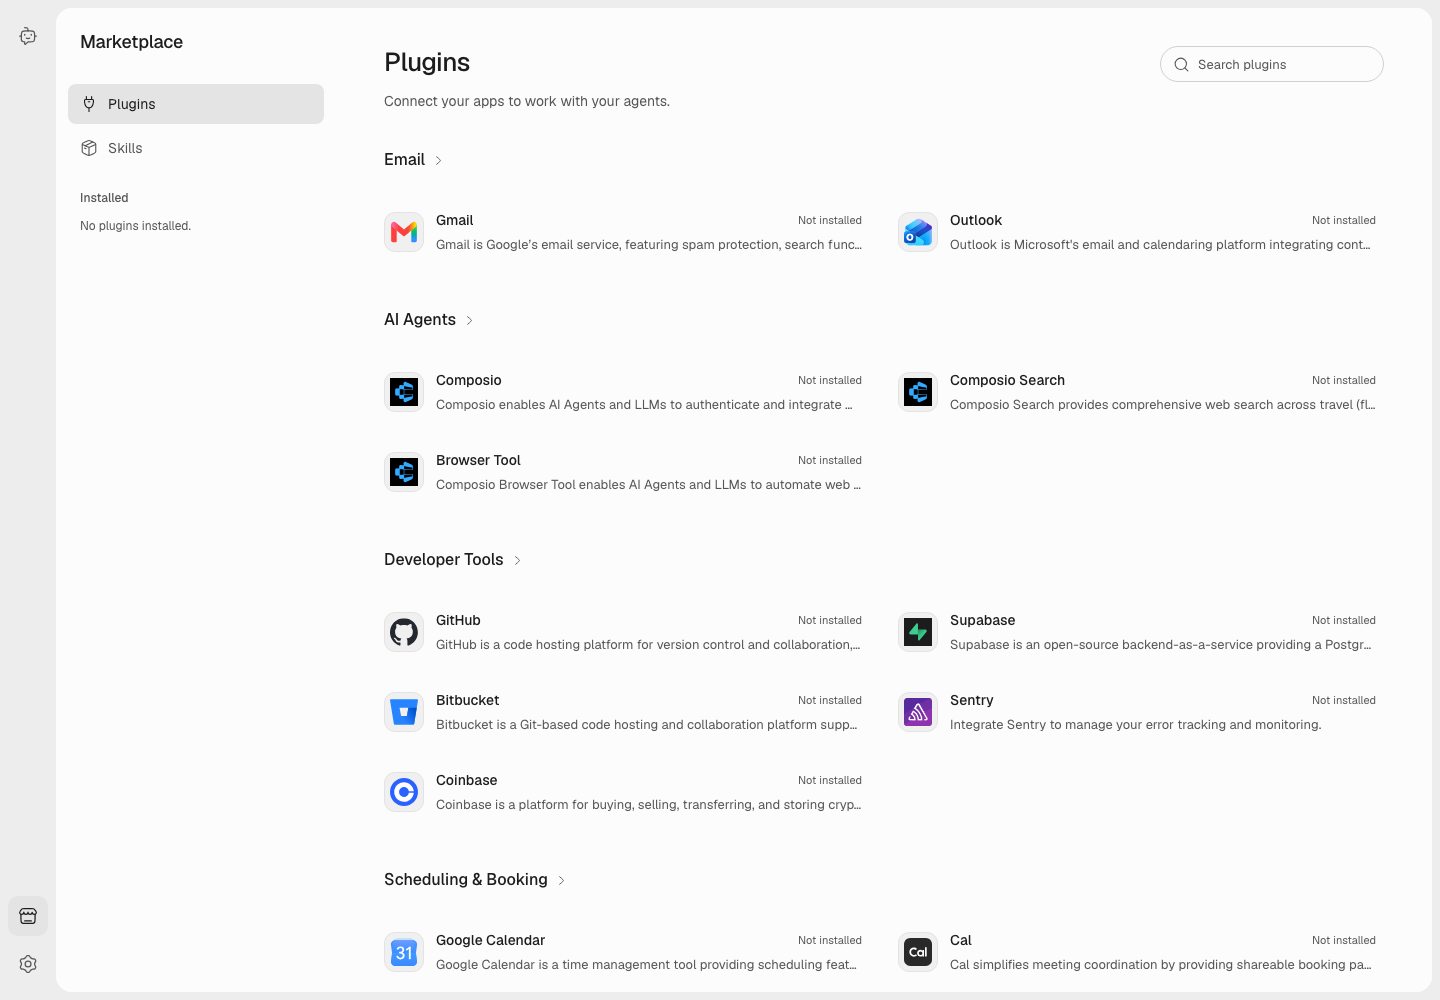 Marketplace
Plugins
Skills
Installed
No plugins installed.
Plugins
Search plugins
Connect your apps to work with your agents.
Email
Gmail
Not installed
Gmail is Google's email service, featuring spam protection, search func…
Outlook
Not installed
Outlook is Microsoft's email and calendaring platform integrating cont…
AI Agents
Composio
Not installed
Composio enables AI Agents and LLMs to authenticate and integrate …
Composio Search
Not installed
Composio Search provides comprehensive web search across travel (fl…
Browser Tool
Not installed
Composio Browser Tool enables AI Agents and LLMs to automate web …
Developer Tools
GitHub
Not installed
GitHub is a code hosting platform for version control and collaboration,…
Supabase
Not installed
Supabase is an open-source backend-as-a-service providing a Postgr…
Bitbucket
Not installed
Bitbucket is a Git-based code hosting and collaboration platform supp…
Sentry
Not installed
Integrate Sentry to manage your error tracking and monitoring.
Coinbase
Not installed
Coinbase is a platform for buying, selling, transferring, and storing cryp…
Scheduling & Booking
31
Google Calendar
Not installed
Google Calendar is a time management tool providing scheduling feat…
Cal
Cal
Not installed
Cal simplifies meeting coordination by providing shareable booking pa…